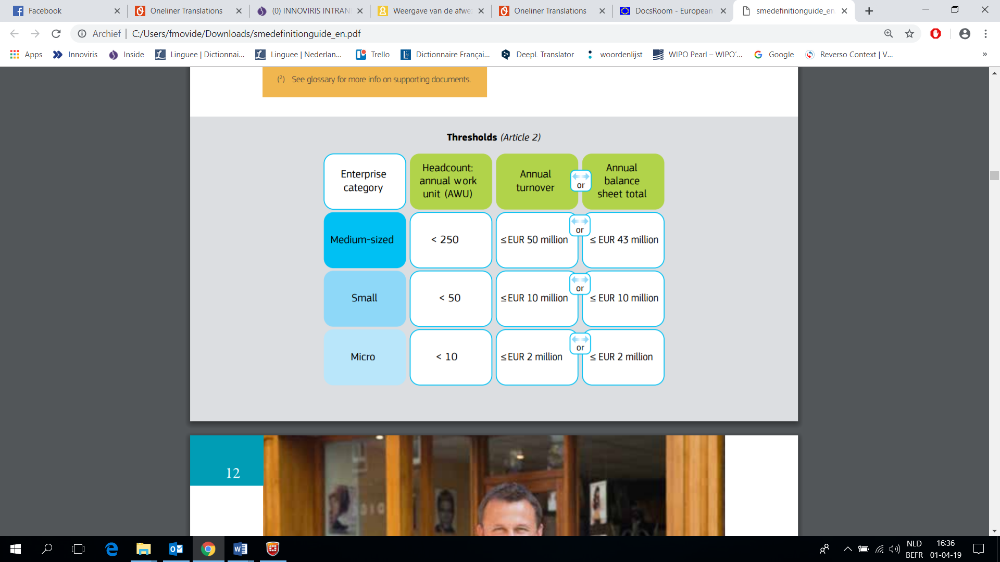 Facebook
Oneliner Translations
(0) INNOVIRIS INTRAN
Weergave van de afwe
Oneliner Translations
DocsRoom - European
smedefinitionguide_en
Archief
C:/Users/fmovide/Downloads/smedefinitionguide_en.pdf
Apps
Innoviris
Inside
Linguee | Dictionnai...
Linguee | Nederlan...
Trello
Dictionnaire Françai...
DeepL Translator
woordenlijst
WIPO Pearl – WIPO'...
Google
Reverso Context | V...
»
(²) See glossary for more info on supporting documents.
Thresholds (Article 2)
Enterprise
category
Headcount:
annual work
unit (AWU)
Annual
turnover
or
Annual
balance
sheet total
Medium-sized
< 250
≤ EUR 50 million
or
≤ EUR 43 million
Small
< 50
≤ EUR 10 million
or
≤ EUR 10 million
Micro
< 10
≤ EUR 2 million
or
≤ EUR 2 million
12
NLD
BEFR
16:36
01-04-19